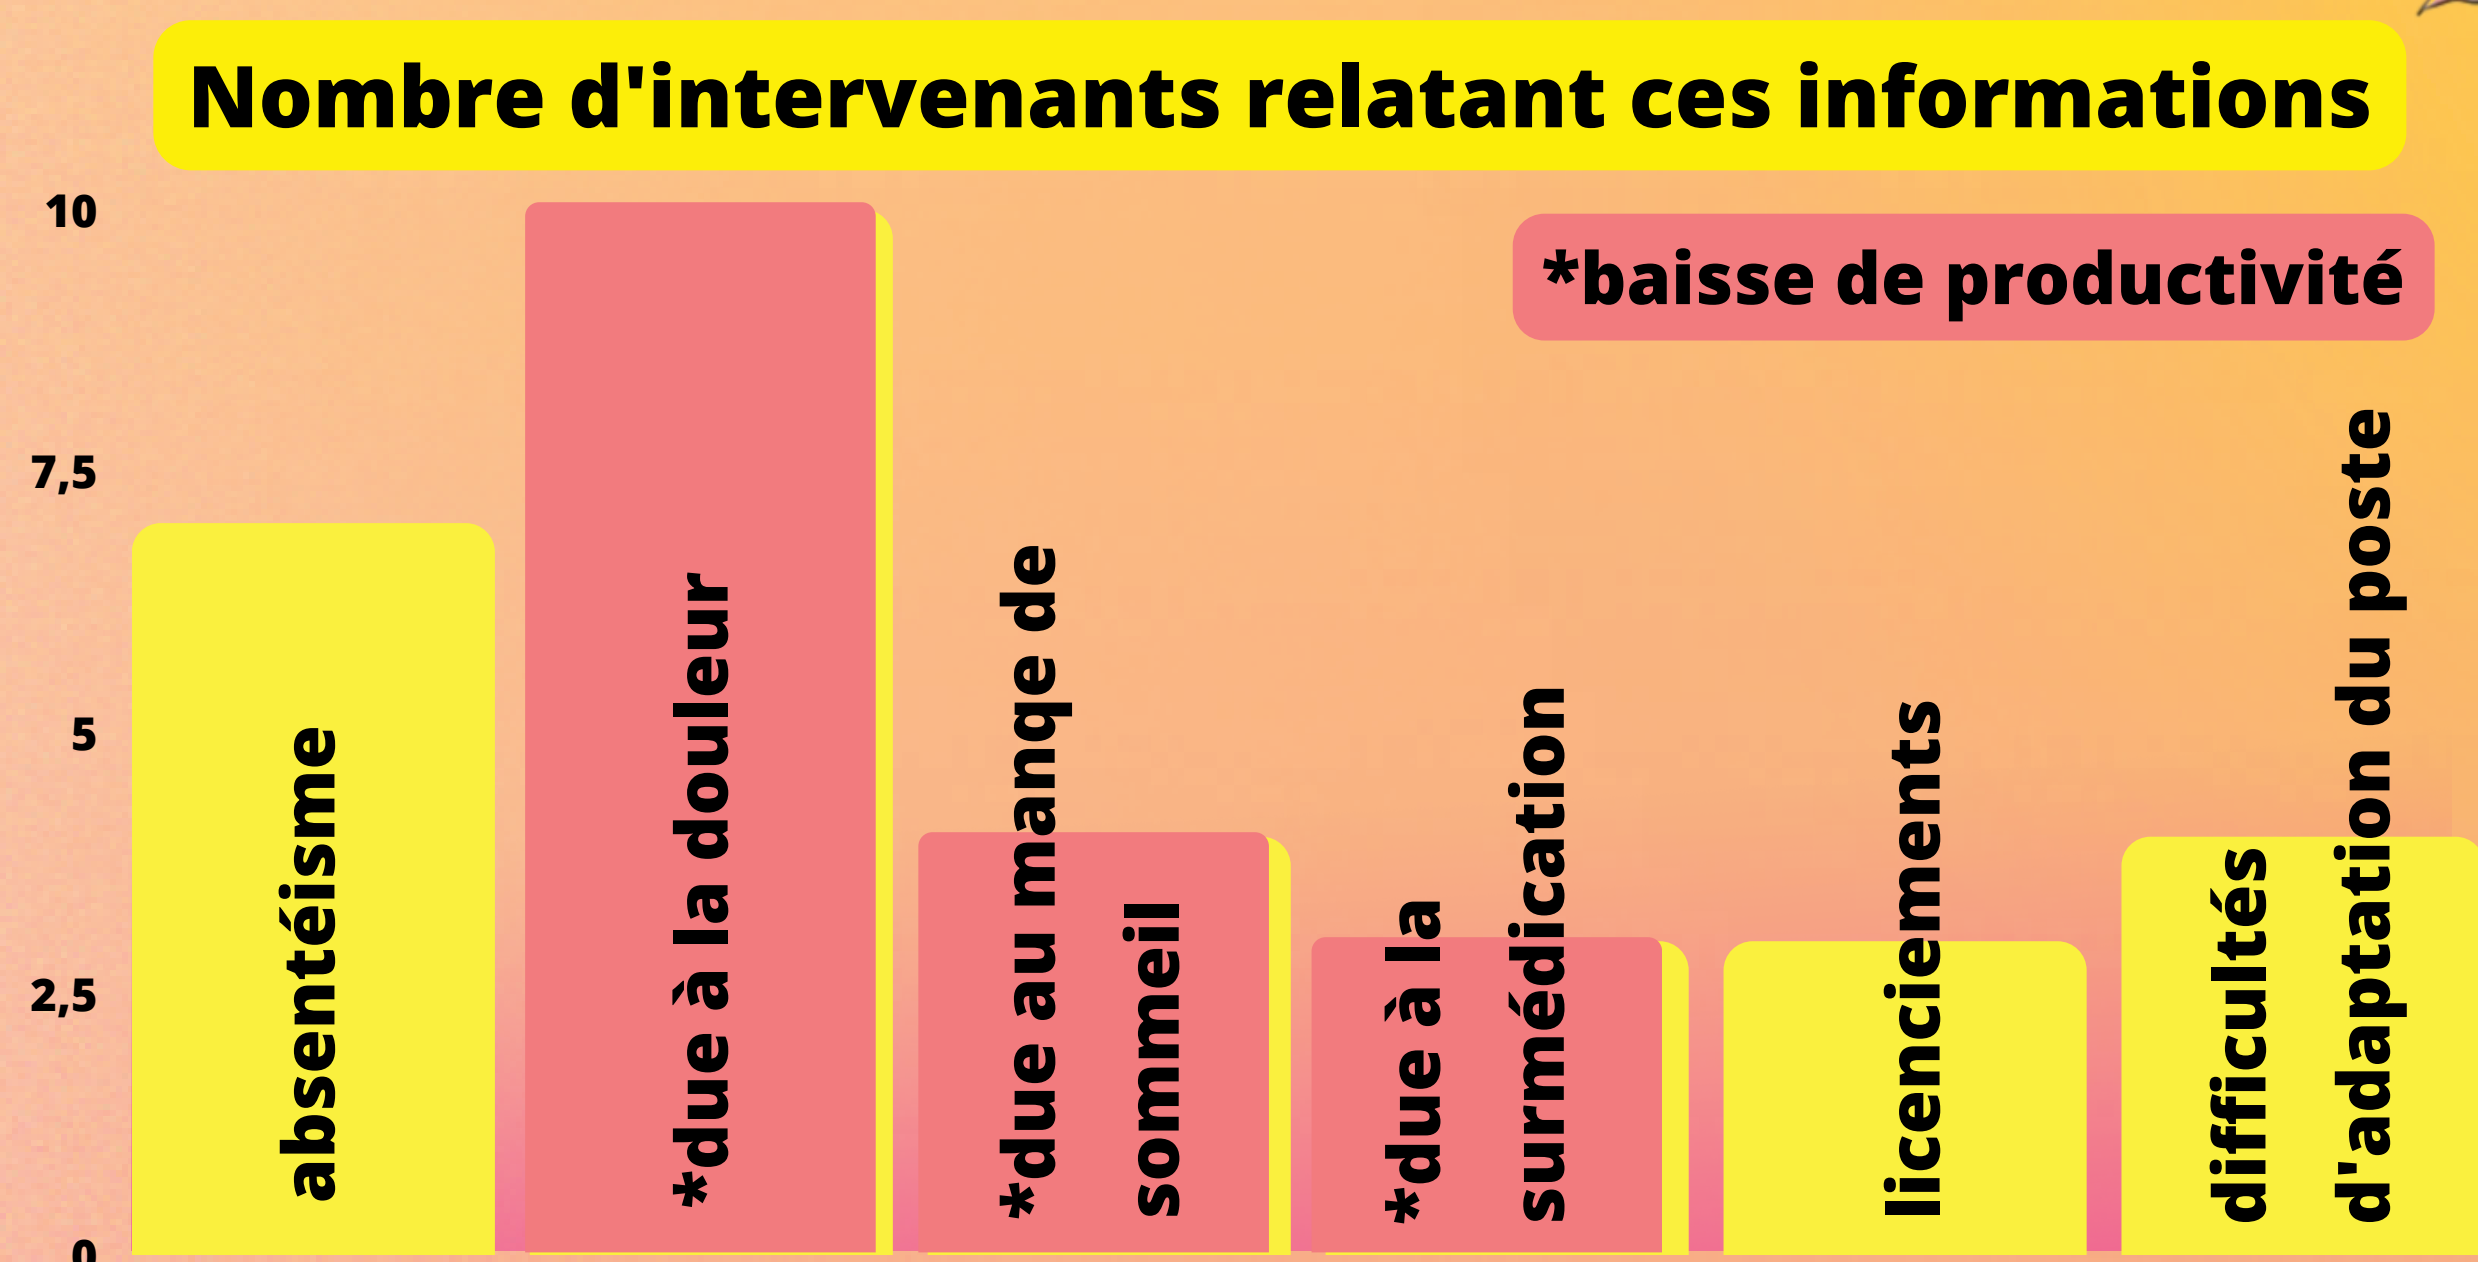 Nombre d'intervenants relatant ces informations
10
7,5
5
2,5
0
*baisse de productivité
absentéisme
*due à la douleur
*due au manqe de
sommeil
*due à la
surmédication
licenciements
difficultés
d'adaptation du poste